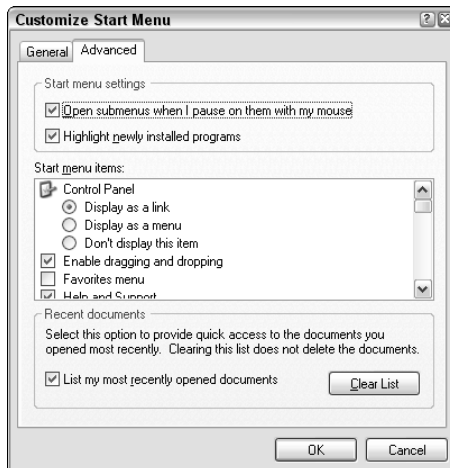 Customize Start Menu
General Advanced
Start menu settings
Open submenus when I pause on them with my mouse
Highlight newly installed programs
Start menu items:
Control Panel
Display as a link
Display as a menu
Don't display this item
Enable dragging and dropping
Favorites menu
Help and Support
Recent documents
Select this option to provide quick access to the documents you
opened most recently. Clearing this list does not delete the documents.
List my most recently opened documents
Clear List
OK Cancel